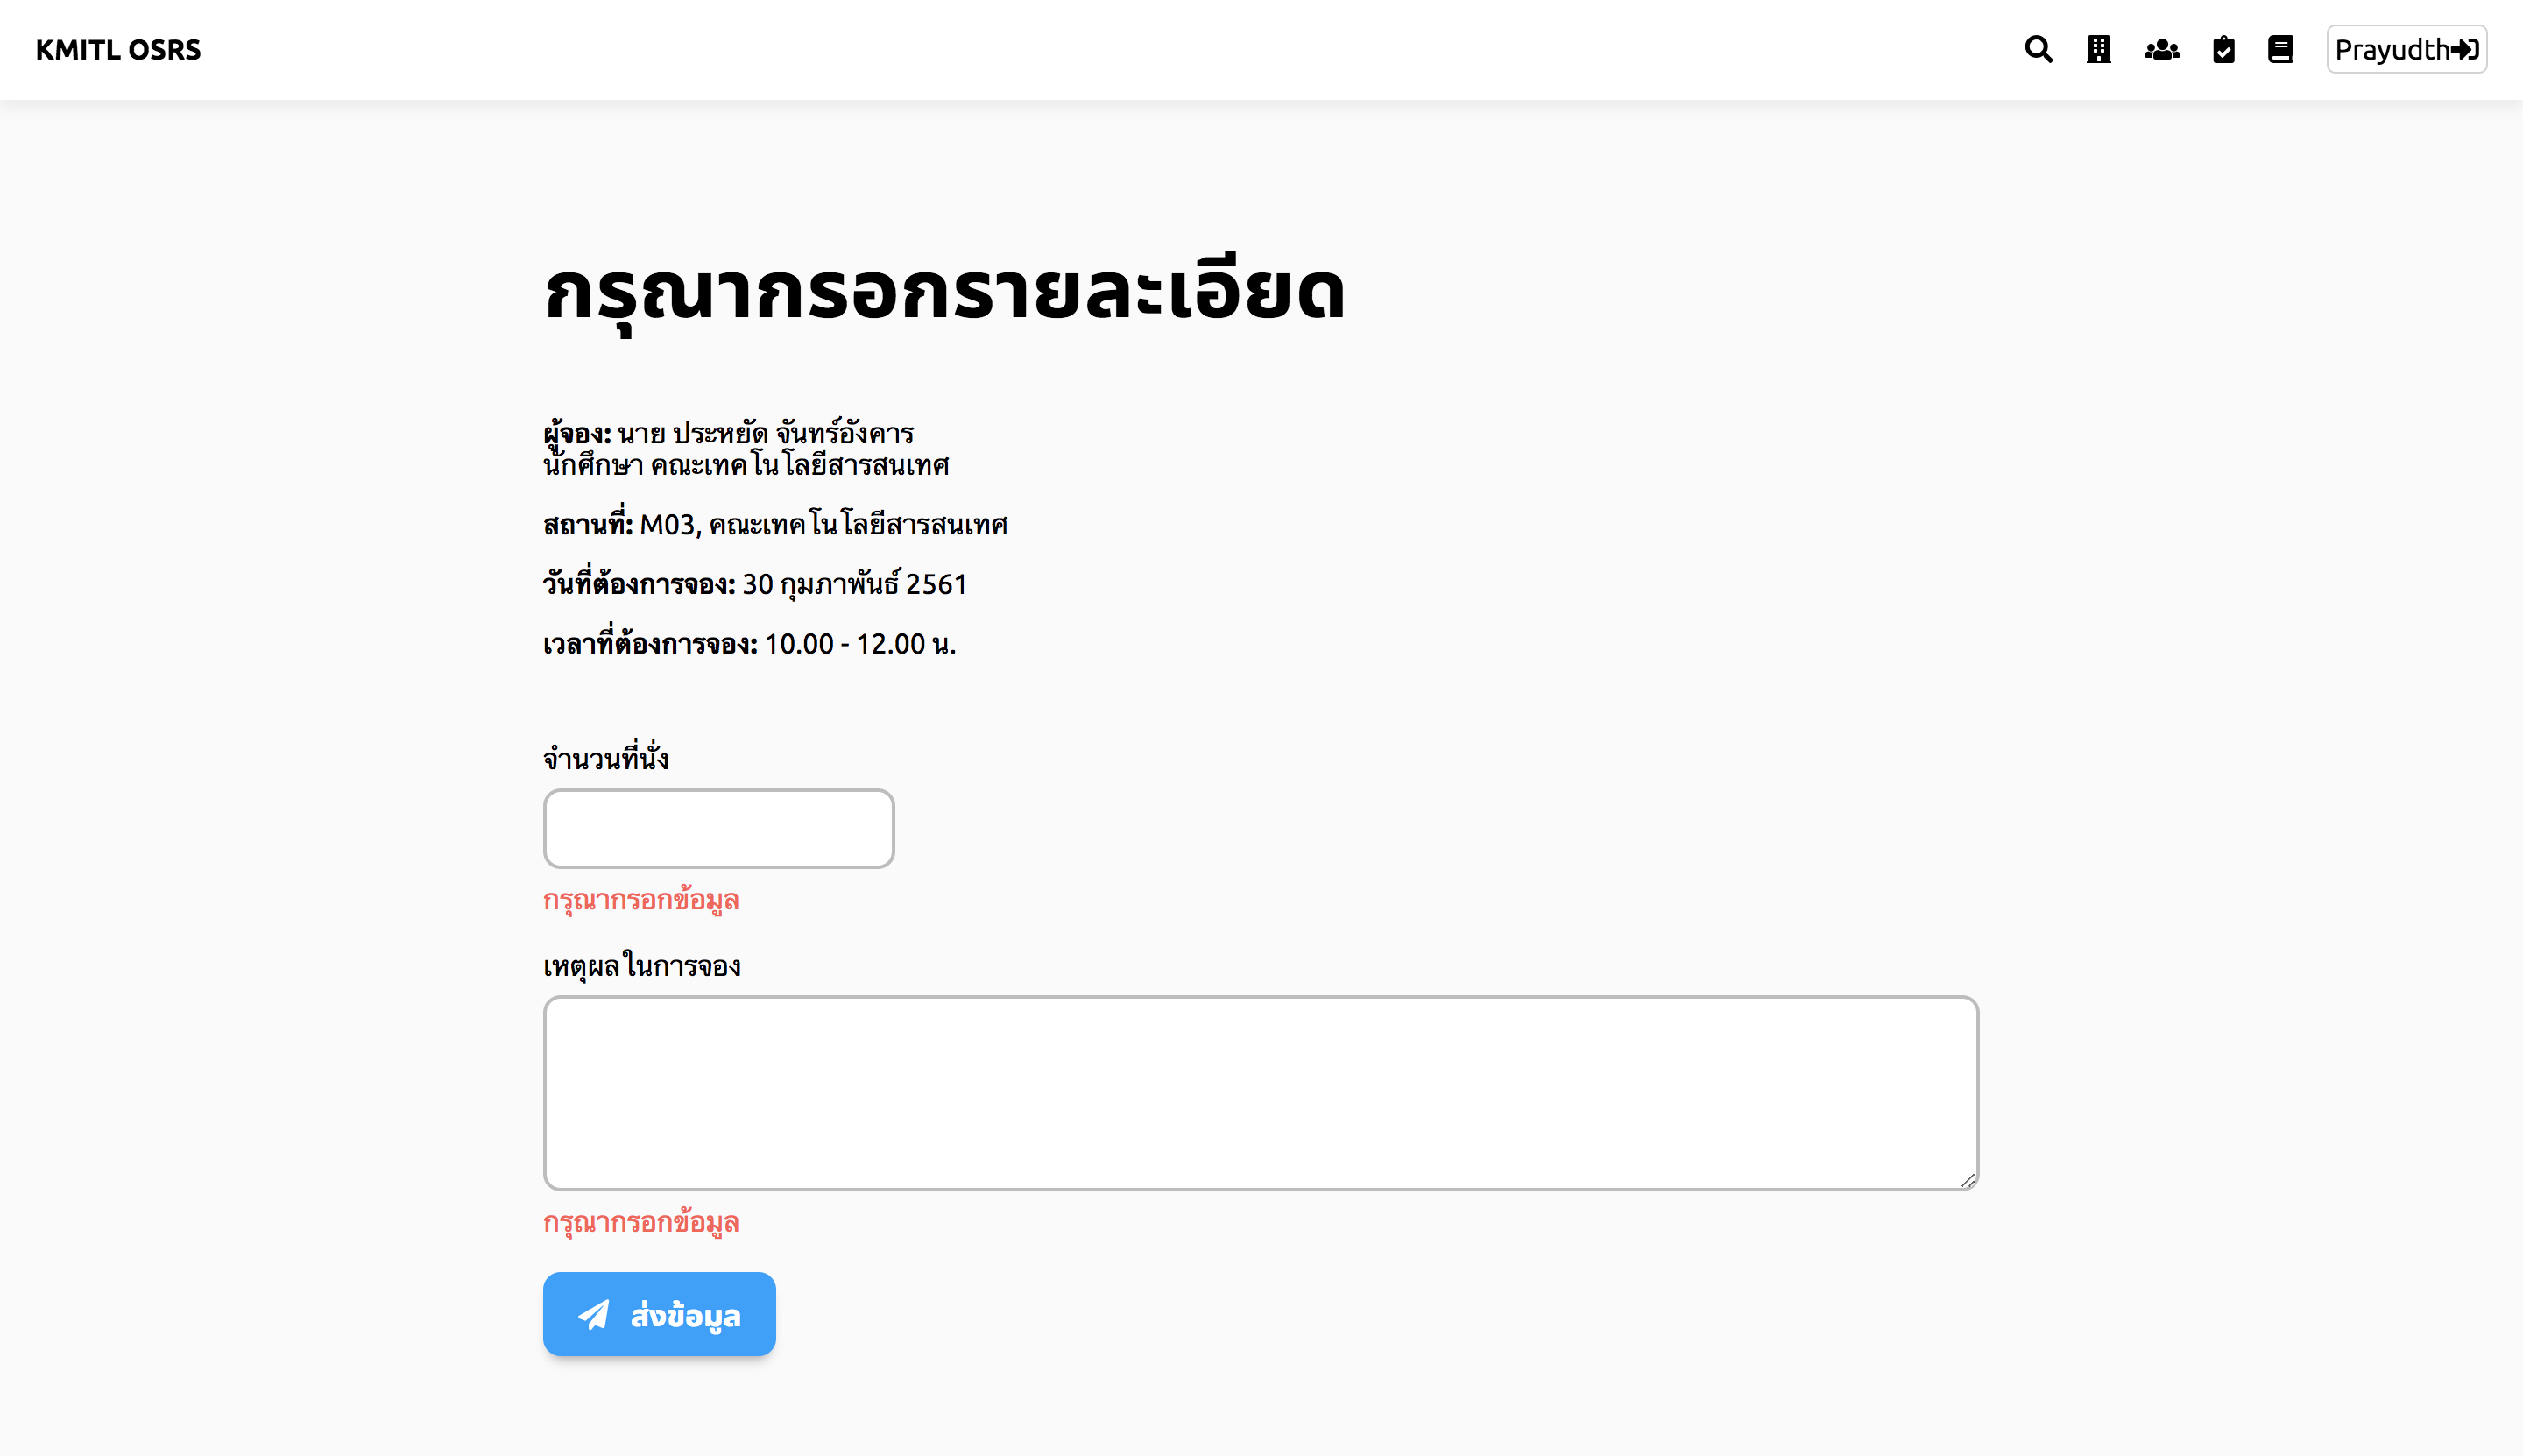 KMITL OSRS
Prayudth
กรุณากรอกรายละเอียด
ผู้จอง: นาย ประหยัด จันทร์อังคาร
นักศึกษา คณะเทคโนโลยีสารสนเทศ
สถานที่: M03, คณะเทคโนโลยีสารสนเทศ
วันที่ต้องการจอง: 30 กุมภาพันธ์ 2561
เวลาที่ต้องการจอง: 10.00 - 12.00 น.
จำนวนที่นั่ง
กรุณากรอกข้อมูล
เหตุผลในการจอง
กรุณากรอกข้อมูล
ส่งข้อมูล